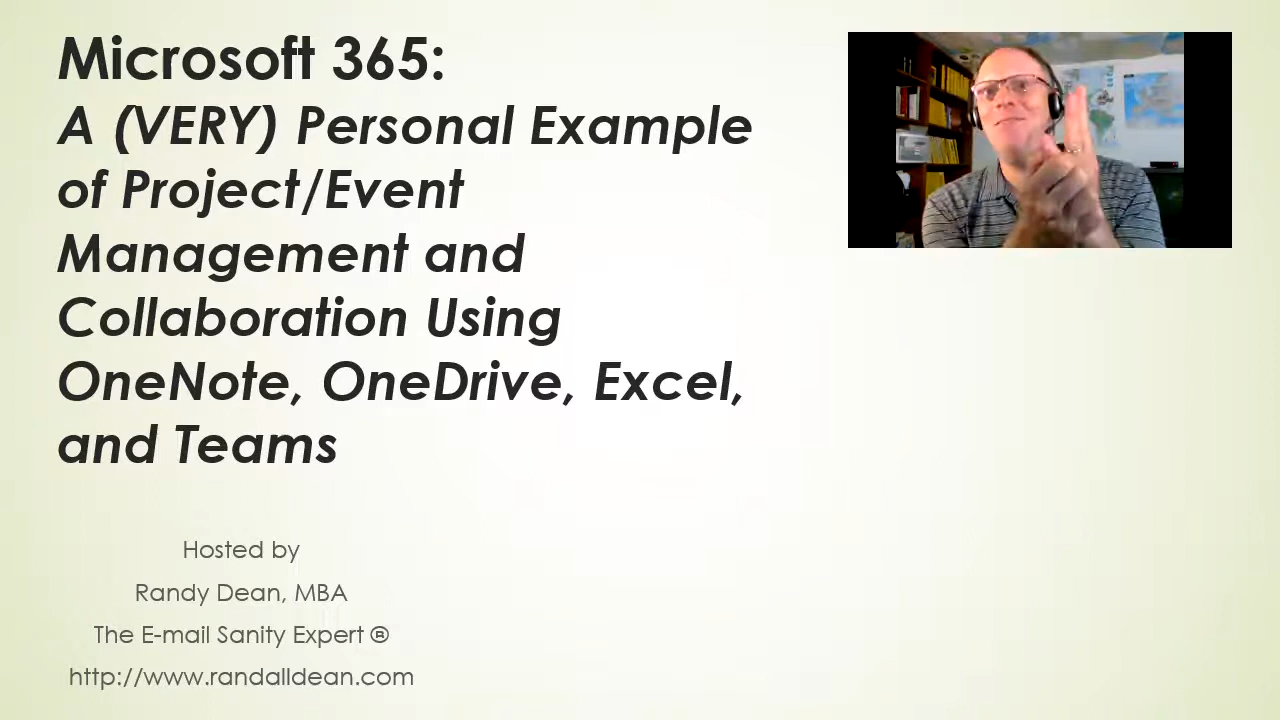 Microsoft 365:
A (VERY) Personal Example
of Project/Event
Management and
Collaboration Using
OneNote, OneDrive, Excel,
and Teams
Hosted by
Randy Dean, MBA
The E-mail Sanity Expert ®
http://www.randalldean.com